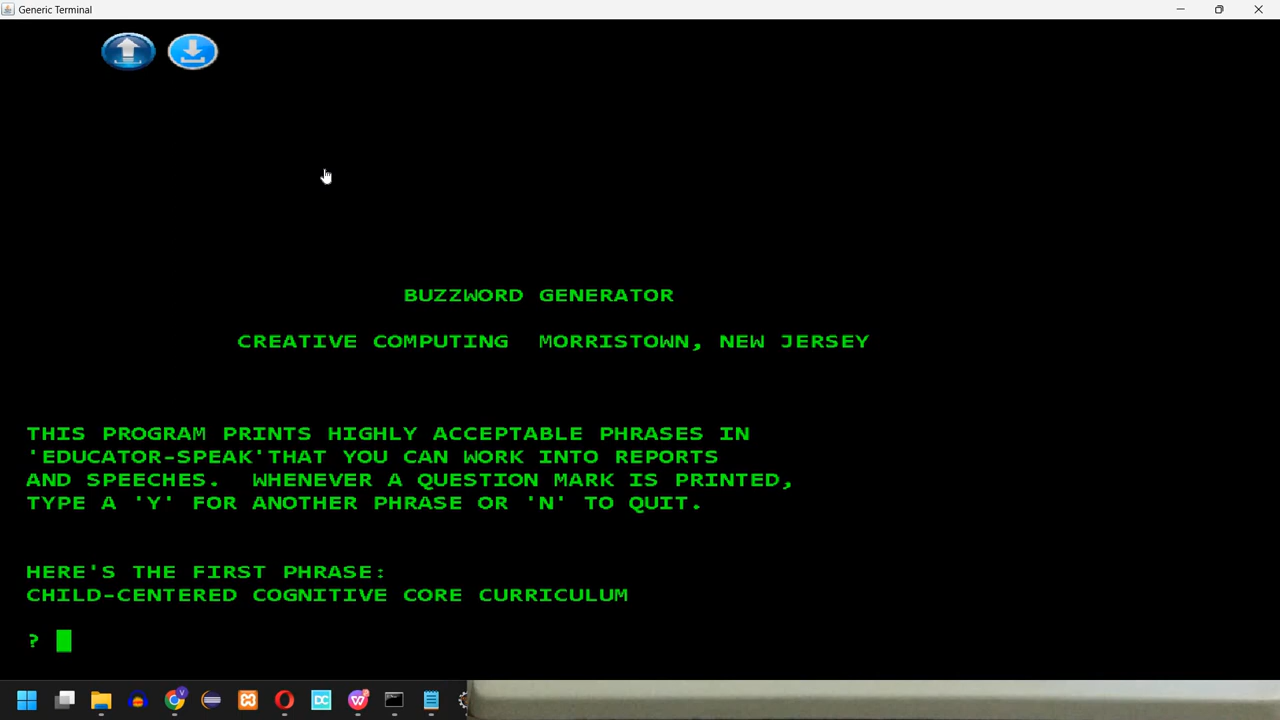 Generic Terminal
BUZZWORD GENERATOR
CREATIVE COMPUTING  MORRISTOWN, NEW JERSEY
THIS PROGRAM PRINTS HIGHLY ACCEPTABLE PHRASES IN
'EDUCATOR-SPEAK'THAT YOU CAN WORK INTO REPORTS
AND SPEECHES.  WHENEVER A QUESTION MARK IS PRINTED,
TYPE A 'Y' FOR ANOTHER PHRASE OR 'N' TO QUIT.
HERE'S THE FIRST PHRASE:
CHILD-CENTERED COGNITIVE CORE CURRICULUM
?
V
DC
W